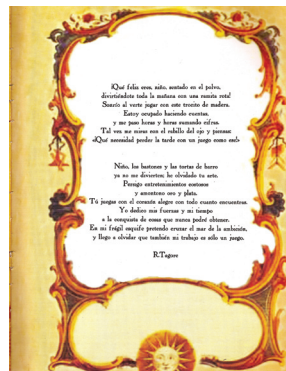 ¡Qué feliz eres, niño, sentado en el polvo,
divirtiéndote toda la mañana con una ramita rota!
Sonrío al verte jugar con este trocito de madera.
Estoy ocupado haciendo cuentas,
y me paso horas y horas sumando cifras.
Tal vez me miras con el rabillo del ojo y piensas:
«¡Qué necesidad perder la tarde con un juego como ese!»
Niño, los bastones y las tortas de barro
ya no me divierten; he olvidado tu arte.
Persigo entretenimientos costosos
y amontono oro y plata.
Tú juegas con el corazón alegre con todo cuanto encuentras.
Yo dedico mis fuerzas y mi tiempo
a la conquista de cosas que nunca podré obtener.
En mi frágil esquife pretendo cruzar el mar de la ambición,
y llego a olvidar que también mi trabajo es sólo un juego.
R.Tagore